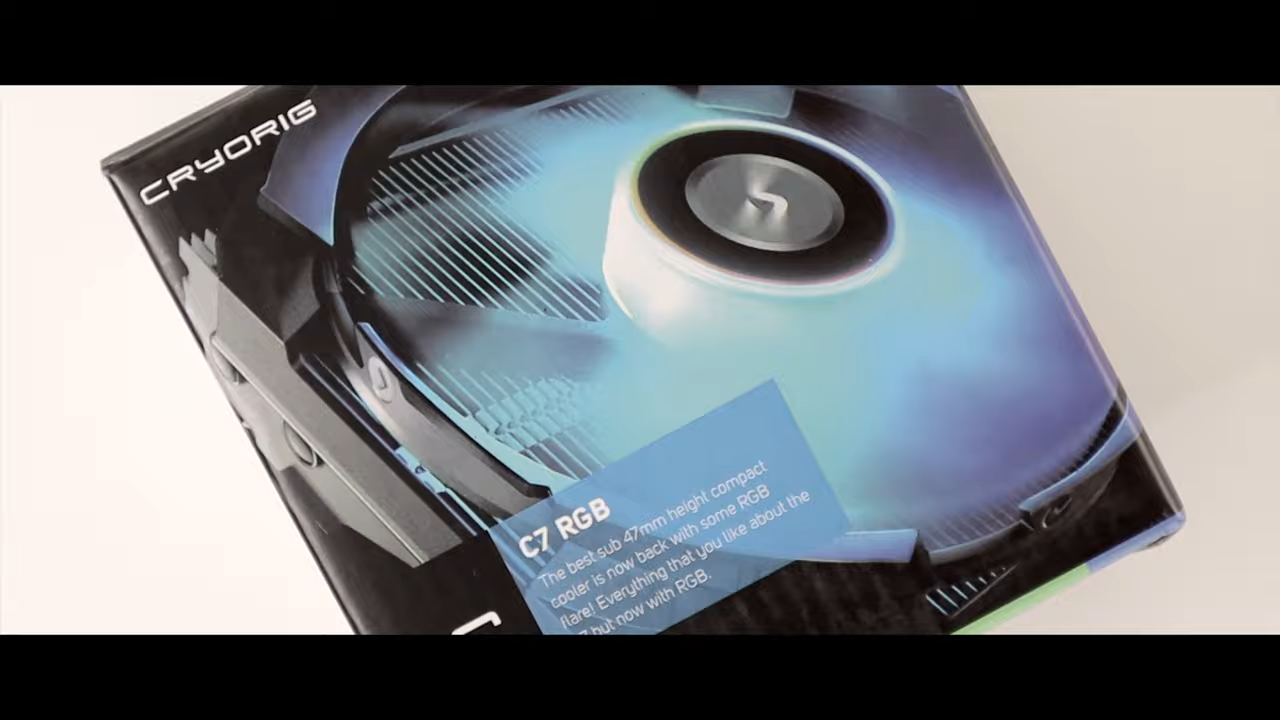 CRYORIG
C7 RGB
The best sub 47mm height compact
cooler is now back with some RGB
flare! Everything that you like about the
but now with RGB.